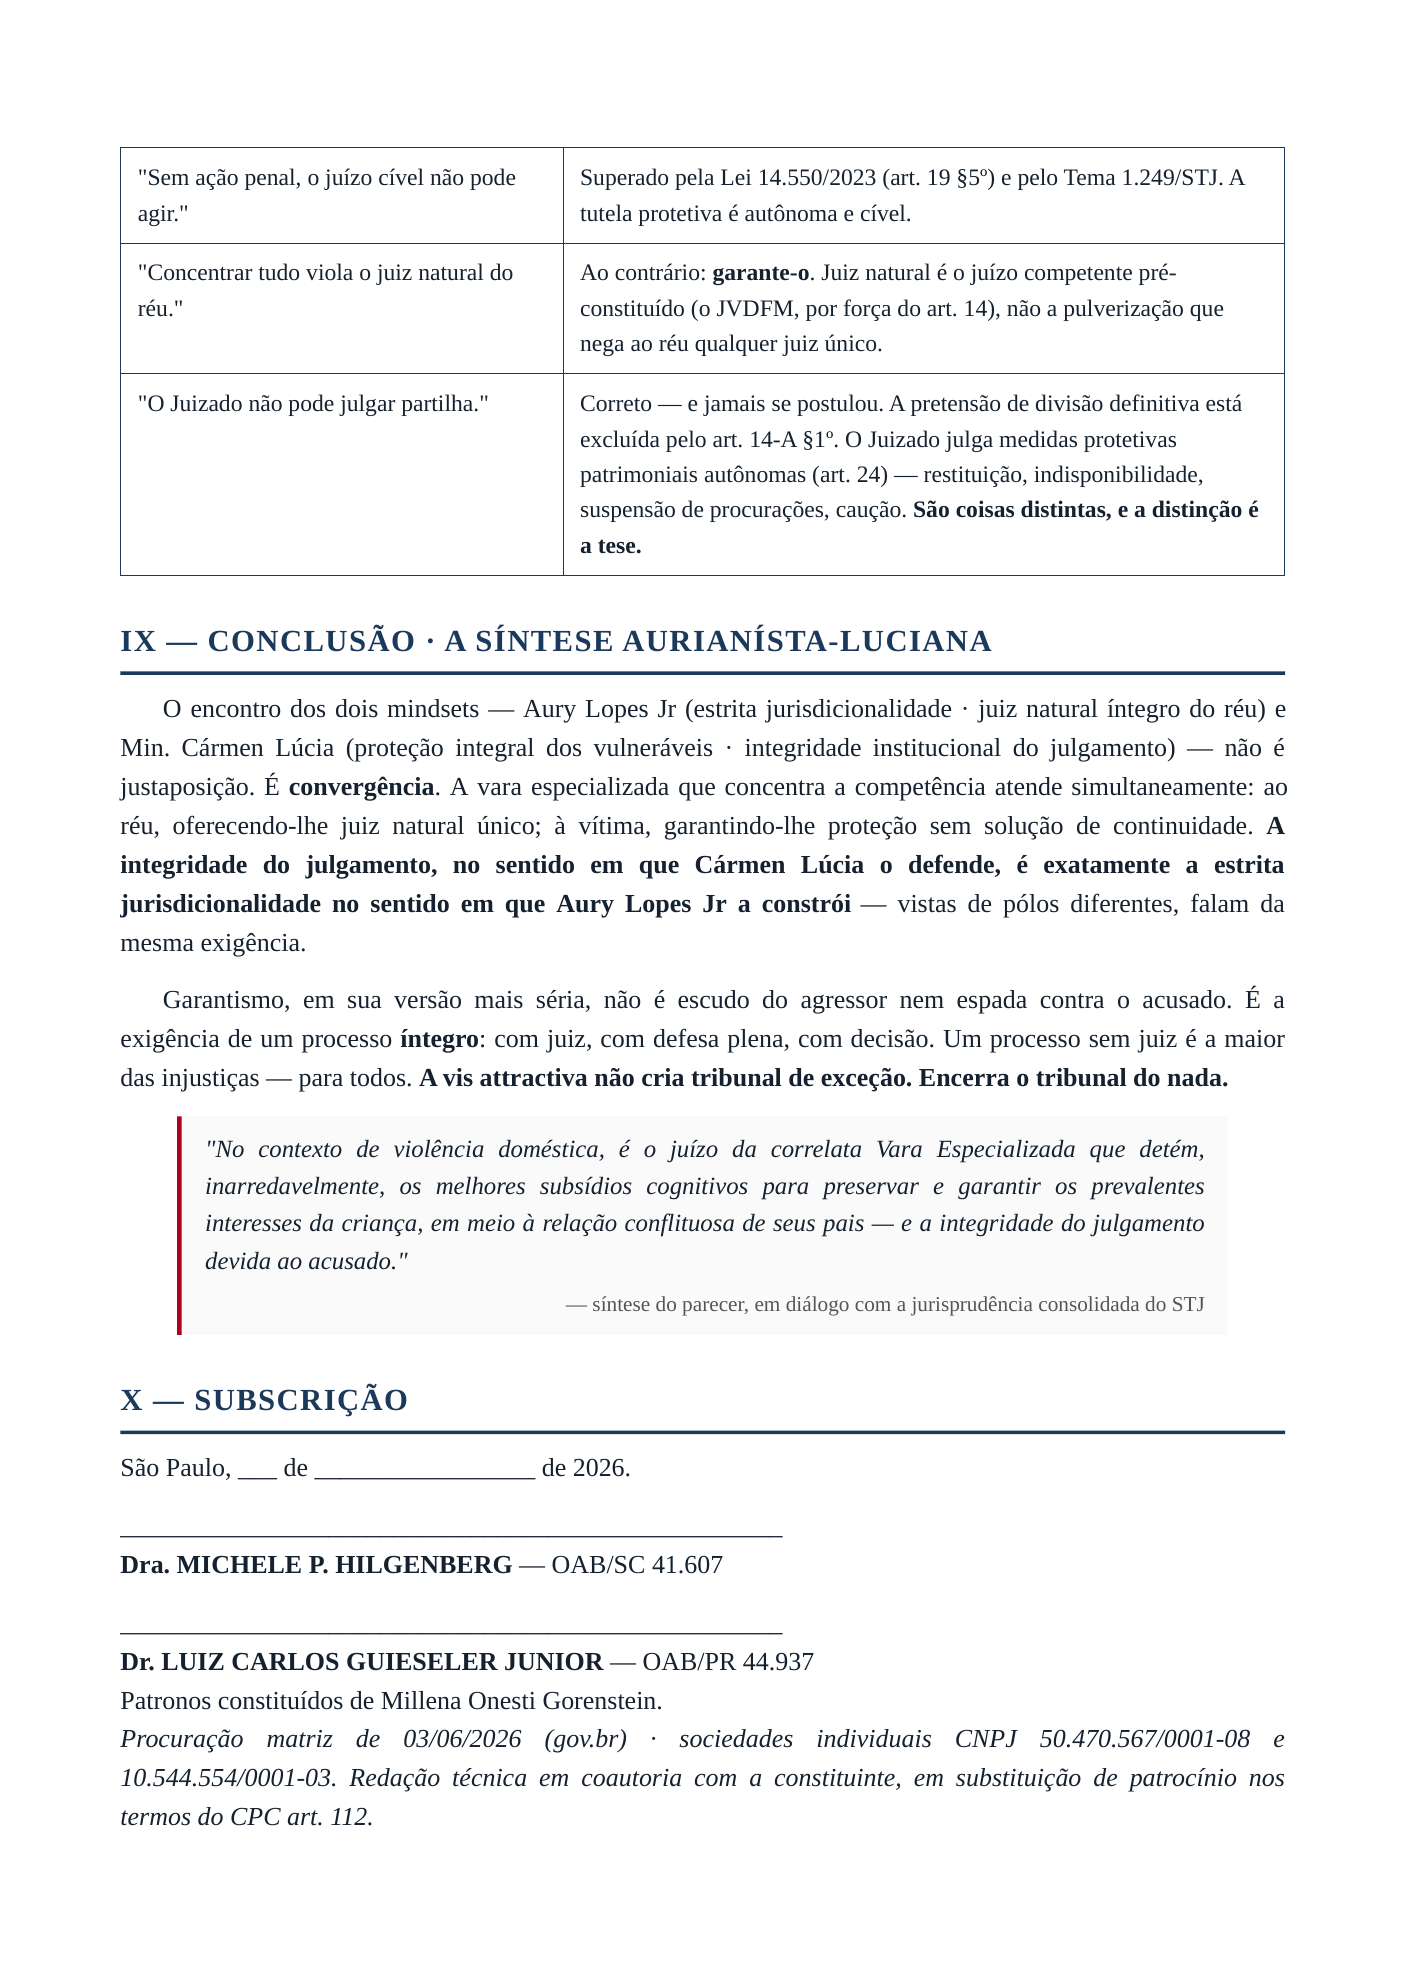 "Sem ação penal, o juízo cível não pode
agir."
Superado pela Lei 14.550/2023 (art. 19 §5º) e pelo Tema 1.249/STJ. A
tutela protetiva é autônoma e cível.
"Concentrar tudo viola o juiz natural do
réu."
Ao contrário: garante-o. Juiz natural é o juízo competente pré-
constituído (o JVDFM, por força do art. 14), não a pulverização que
nega ao réu qualquer juiz único.
"O Juizado não pode julgar partilha."
Correto — e jamais se postulou. A pretensão de divisão definitiva está
excluída pelo art. 14-A §1º. O Juizado julga medidas protetivas
patrimoniais autônomas (art. 24) — restituição, indisponibilidade,
suspensão de procurações, caução. São coisas distintas, e a distinção é
a tese.
IX — CONCLUSÃO · A SÍNTESE AURIANÍSTA-LUCIANA
O encontro dos dois mindsets — Aury Lopes Jr (estrita jurisdicionalidade · juiz natural íntegro do réu) e
Min. Cármen Lúcia (proteção integral dos vulneráveis · integridade institucional do julgamento) — não é
justaposição. É convergência. A vara especializada que concentra a competência atende simultaneamente: ao
réu, oferecendo-lhe juiz natural único; à vítima, garantindo-lhe proteção sem solução de continuidade. A
integridade do julgamento, no sentido em que Cármen Lúcia o defende, é exatamente a estrita
jurisdicionalidade no sentido em que Aury Lopes Jr a constrói — vistas de pólos diferentes, falam da
mesma exigência.
Garantismo, em sua versão mais séria, não é escudo do agressor nem espada contra o acusado. É a
exigência de um processo íntegro: com juiz, com defesa plena, com decisão. Um processo sem juiz é a maior
das injustiças — para todos. A vis attractiva não cria tribunal de exceção. Encerra o tribunal do nada.
"No contexto de violência doméstica, é o juízo da correlata Vara Especializada que detém,
inarredavelmente, os melhores subsídios cognitivos para preservar e garantir os prevalentes
interesses da criança, em meio à relação conflituosa de seus pais — e a integridade do julgamento
devida ao acusado."
— síntese do parecer, em diálogo com a jurisprudência consolidada do STJ
X — SUBSCRIÇÃO
São Paulo, ___ de _________________ de 2026.
___________________________________________________
Dra. MICHELE P. HILGENBERG — OAB/SC 41.607
___________________________________________________
Dr. LUIZ CARLOS GUIESELER JUNIOR — OAB/PR 44.937
Patronos constituídos de Millena Onesti Gorenstein.
Procuração matriz de 03/06/2026 (gov.br) · sociedades individuais CNPJ 50.470.567/0001-08 e
10.544.554/0001-03. Redação técnica em coautoria com a constituinte, em substituição de patrocínio nos
termos do CPC art. 112.